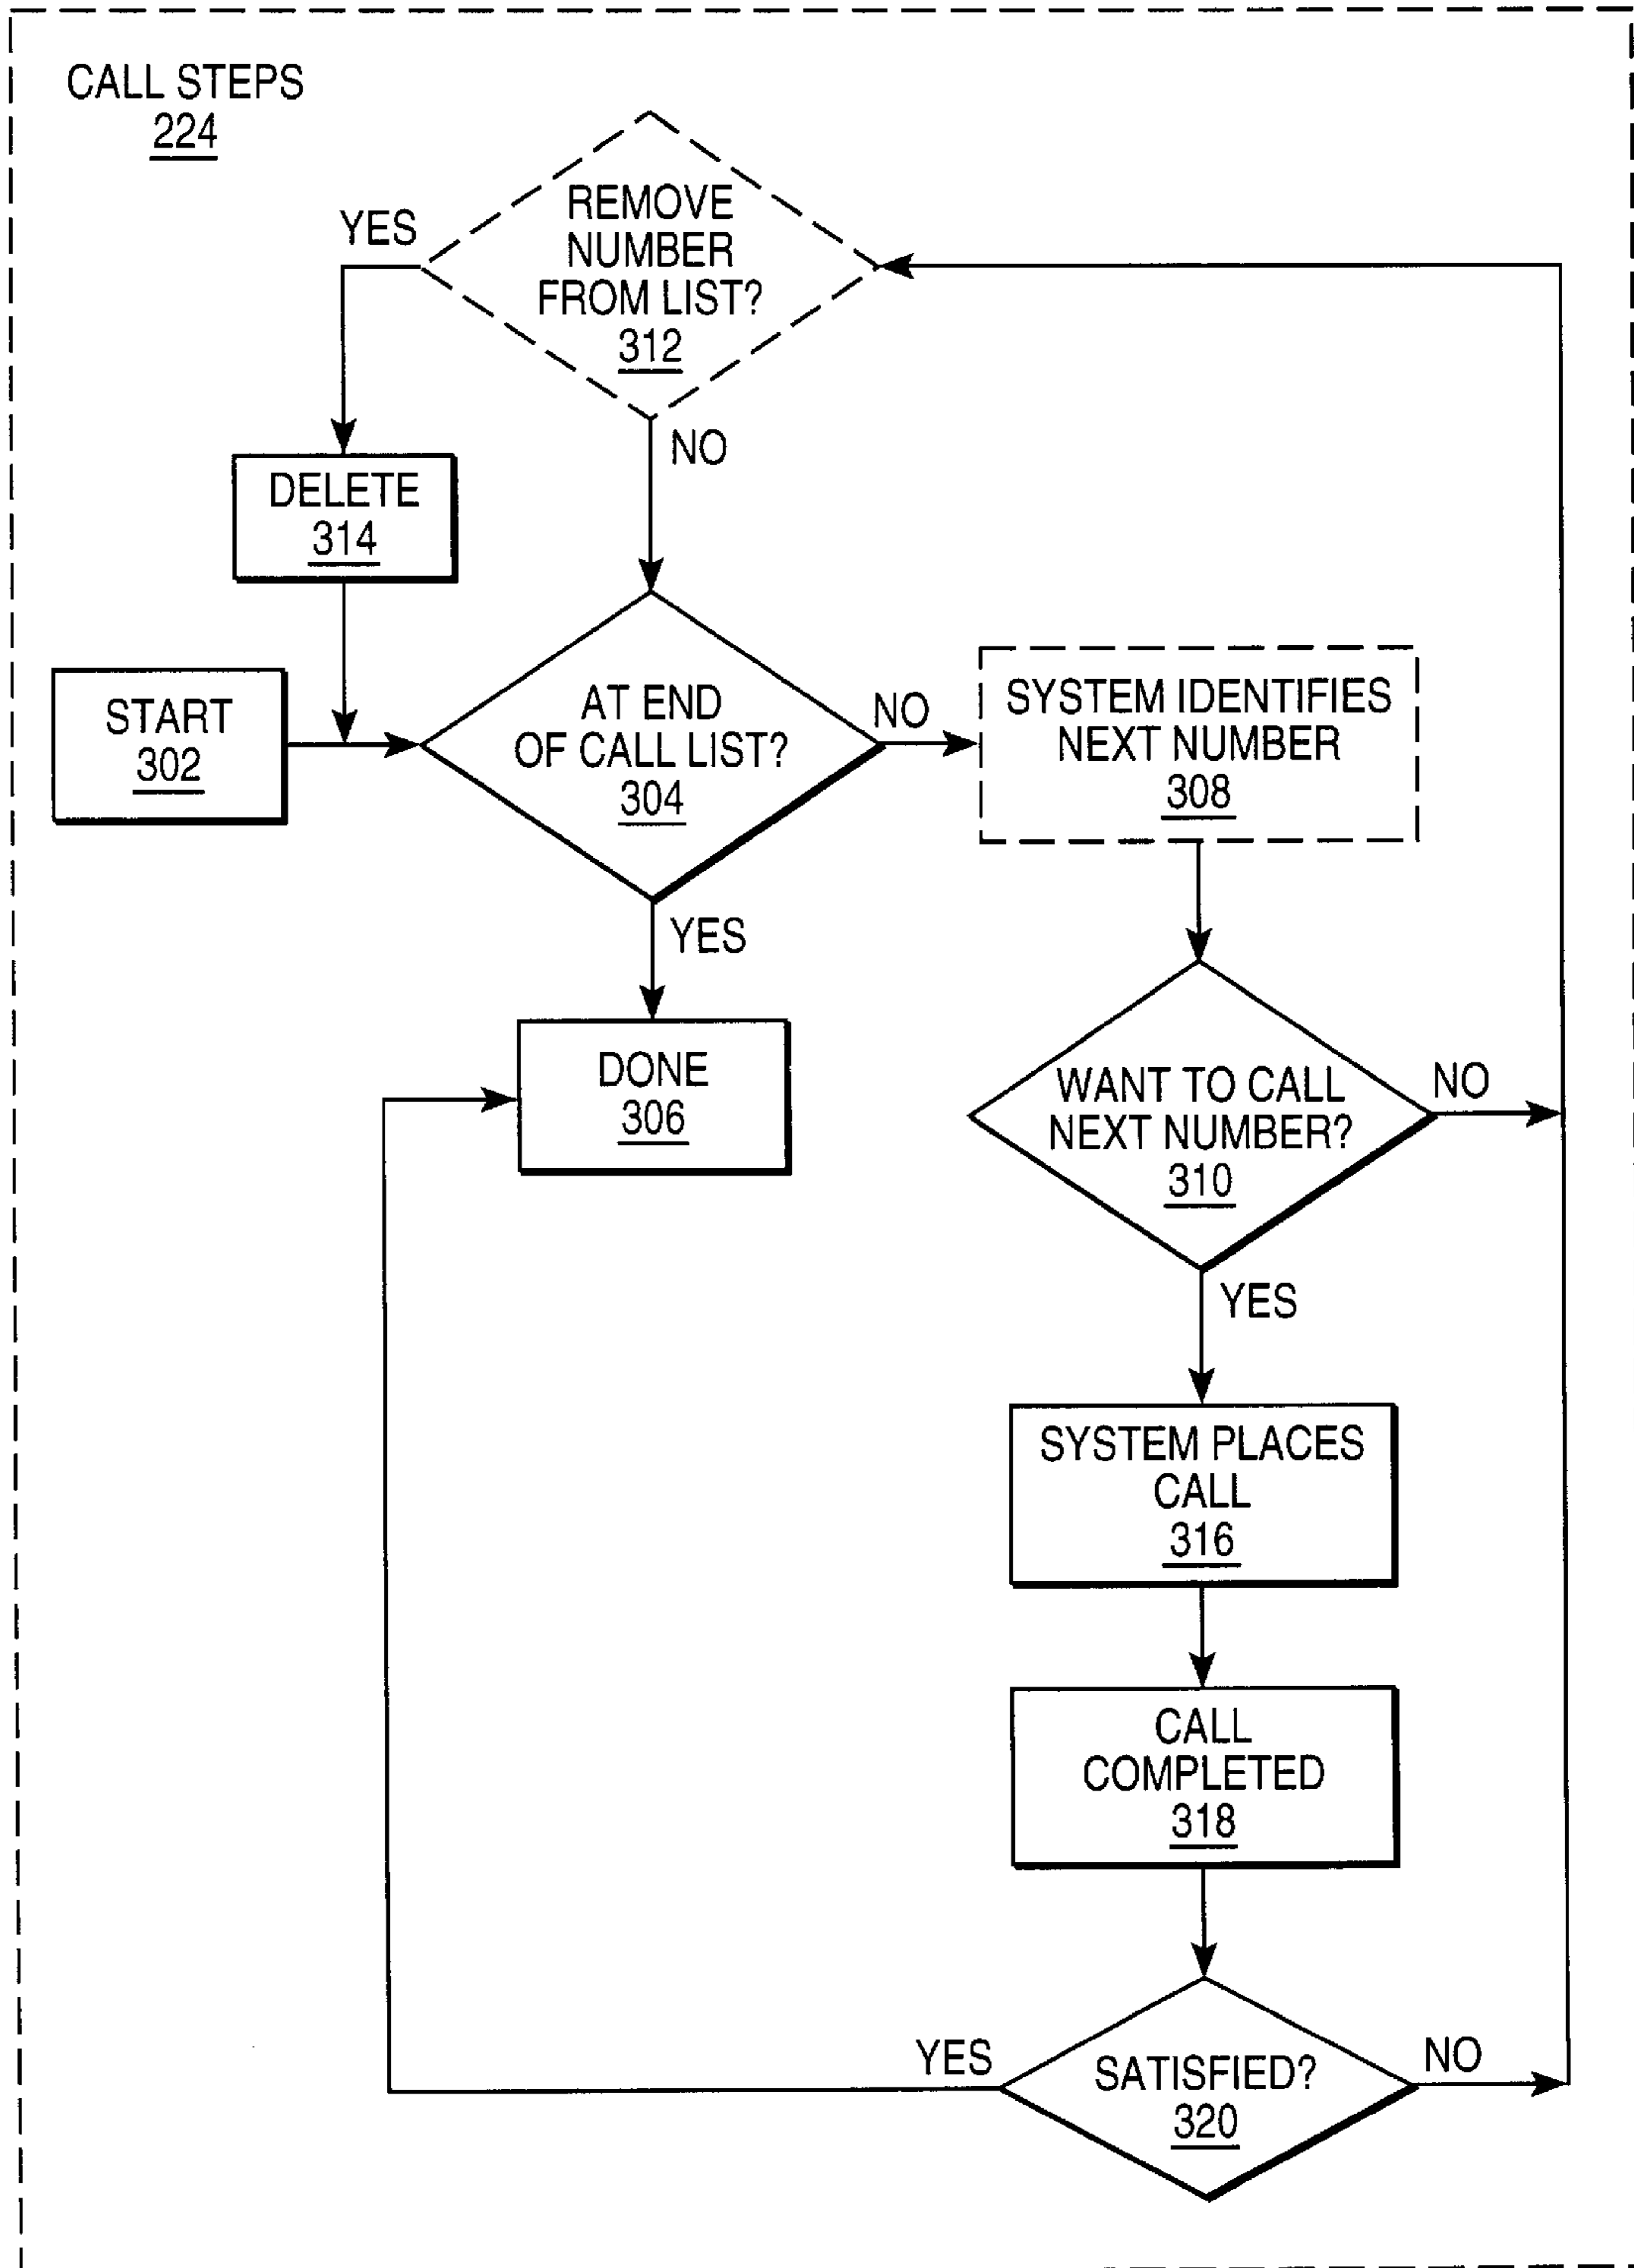 CALL STEPS
224
REMOVE
NUMBER
FROM LIST?
312
YES
NO
DELETE
314
START
302
AT END
OF CALL LIST?
304
NO
YES
SYSTEM IDENTIFIES
NEXT NUMBER
308
DONE
306
WANT TO CALL
NEXT NUMBER?
310
NO
YES
SYSTEM PLACES
CALL
316
CALL
COMPLETED
318
SATISFIED?
320
YES
NO